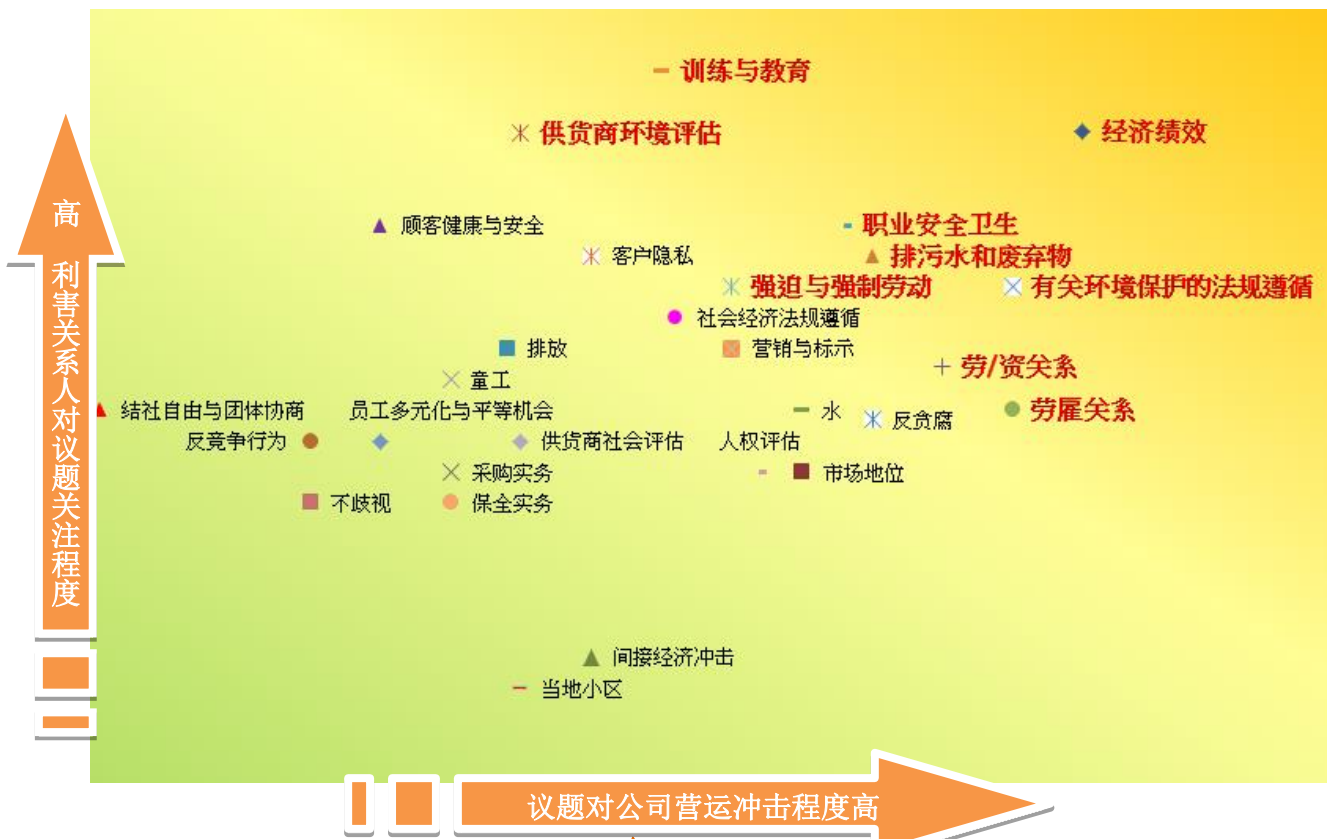 训练与教育
供货商环境评估
经济绩效
高
利害关系人对议题关注程度
顾客健康与安全
职业安全卫生
客户隐私
排污水和废弃物
强迫与强制劳动
有关环境保护的法规遵循
社会经济法规遵循
排放
营销与标示
劳/资关系
童工
结社自由与团体协商
员工多元化与平等机会
水
反贪腐
劳雇关系
反竞争行为
供货商社会评估
人权评估
采购实务
市场地位
不歧视
保全实务
间接经济冲击
当地小区
议题对公司营运冲击程度高